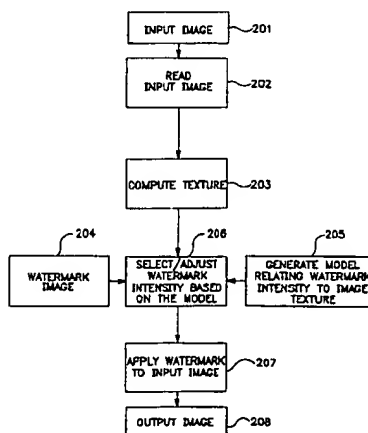 INPUT IMAGE
201
READ
INPUT IMAGE
202
COMPUTE TEXTURE
203
204
206
205
WATERMARK
IMAGE
SELECT/ADJUST
WATERMARK
INTENSITY BASED
ON THE MODEL
GENERATE MODEL
RELATING WATERMARK
INTENSITY TO IMAGE
TEXTURE
APPLY WATERMARK
TO INPUT IMAGE
207
OUTPUT IMAGE
208